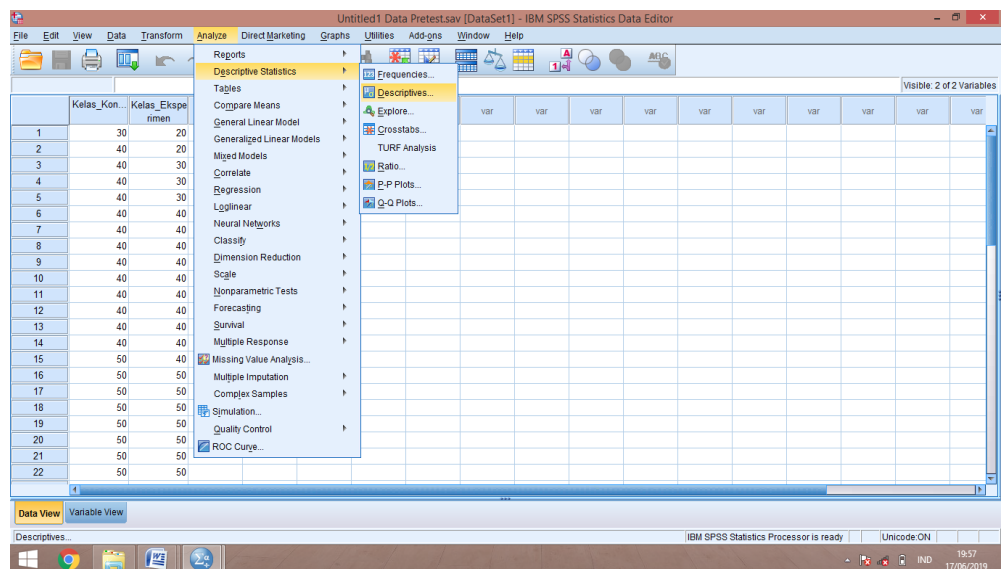 Untitled1 Data Pretest.sav [DataSet1] - IBM SPSS Statistics Data Editor
File Edit View Data Transform Analyze Direct Marketing Graphs Utilities Add-ons Window Help
Visible: 2 of 2 Variables
Reports
Descriptive Statistics
Tables
Compare Means
General Linear Model
Generalized Linear Models
Mixed Models
Correlate
Regression
Loglinear
Neural Networks
Classify
Dimension Reduction
Scale
Nonparametric Tests
Forecasting
Survival
Multiple Response
Missing Value Analysis...
Multiple Imputation
Complex Samples
Simulation...
Quality Control
ROC Curve...
Frequencies...
Descriptives...
Explore...
Crosstabs...
TURF Analysis
Ratio...
P-P Plots...
Q-Q Plots...
Kelas_Kon... Kelas_Eksperimen var var var var var var var var var var
1 30 20
2 40 20
3 40 30
4 40 30
5 40 30
6 40 40
7 40 40
8 40 40
9 40 40
10 40 40
11 40 40
12 40 40
13 40 40
14 40 40
15 50 40
16 50 50
17 50 50
18 50 50
19 50 50
20 50 50
21 50 50
22 50 50
Data View Variable View
Descriptives... IBM SPSS Statistics Processor is ready Unicode:ON
IND 19:57
17/06/2019